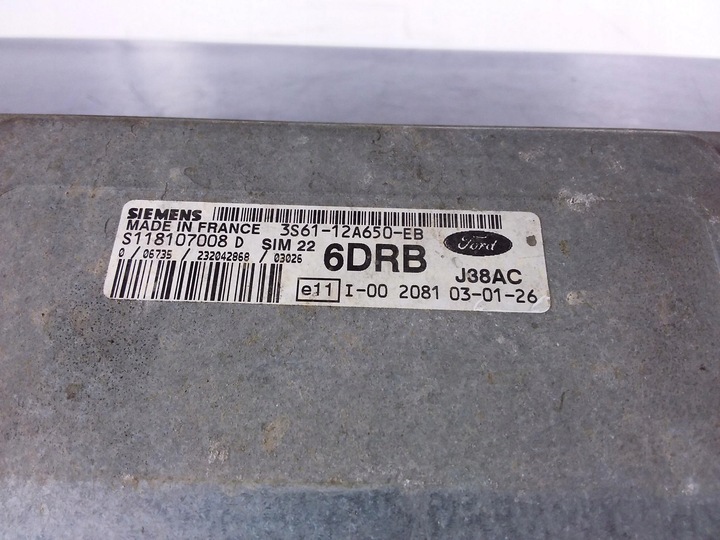 SIEMENS
MADE IN FRANCE 3S61-12A650-EB
S118107008 D SIM 22 6DRB Ford
0 / 06735 / 232042868 / 03026 J38AC
e11 I-00 2081 03-01-26